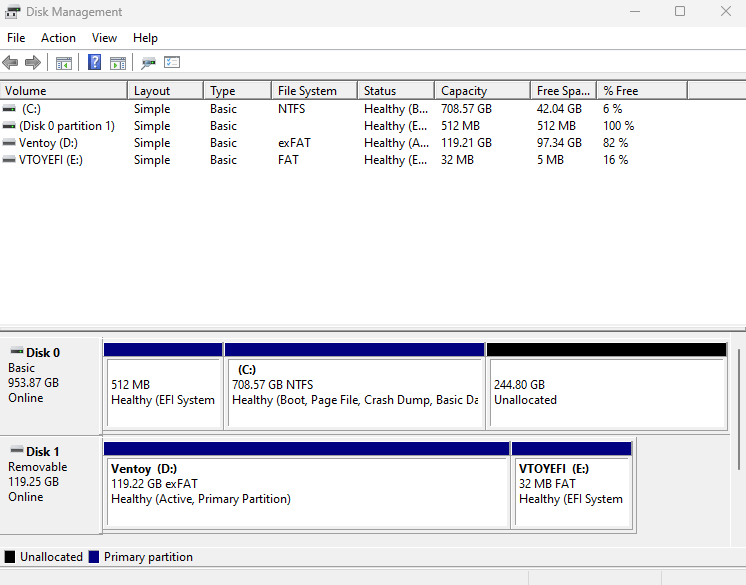 Disk Management
File Action View Help
Volume Layout Type File System Status Capacity Free Spa... % Free
(C:) Simple Basic NTFS Healthy (B... 708.57 GB 42.04 GB 6 %
(Disk 0 partition 1) Simple Basic Healthy (E... 512 MB 512 MB 100 %
Ventoy (D:) Simple Basic exFAT Healthy (A... 119.21 GB 97.34 GB 82 %
VTOYEFI (E:) Simple Basic FAT Healthy (E... 32 MB 5 MB 16 %
Disk 0
Basic
953.87 GB
Online
512 MB
Healthy (EFI System
(C:)
708.57 GB NTFS
Healthy (Boot, Page File, Crash Dump, Basic Da
244.80 GB
Unallocated
Disk 1
Removable
119.25 GB
Online
Ventoy (D:)
119.22 GB exFAT
Healthy (Active, Primary Partition)
VTOYEFI (E:)
32 MB FAT
Healthy (EFI System
Unallocated Primary partition